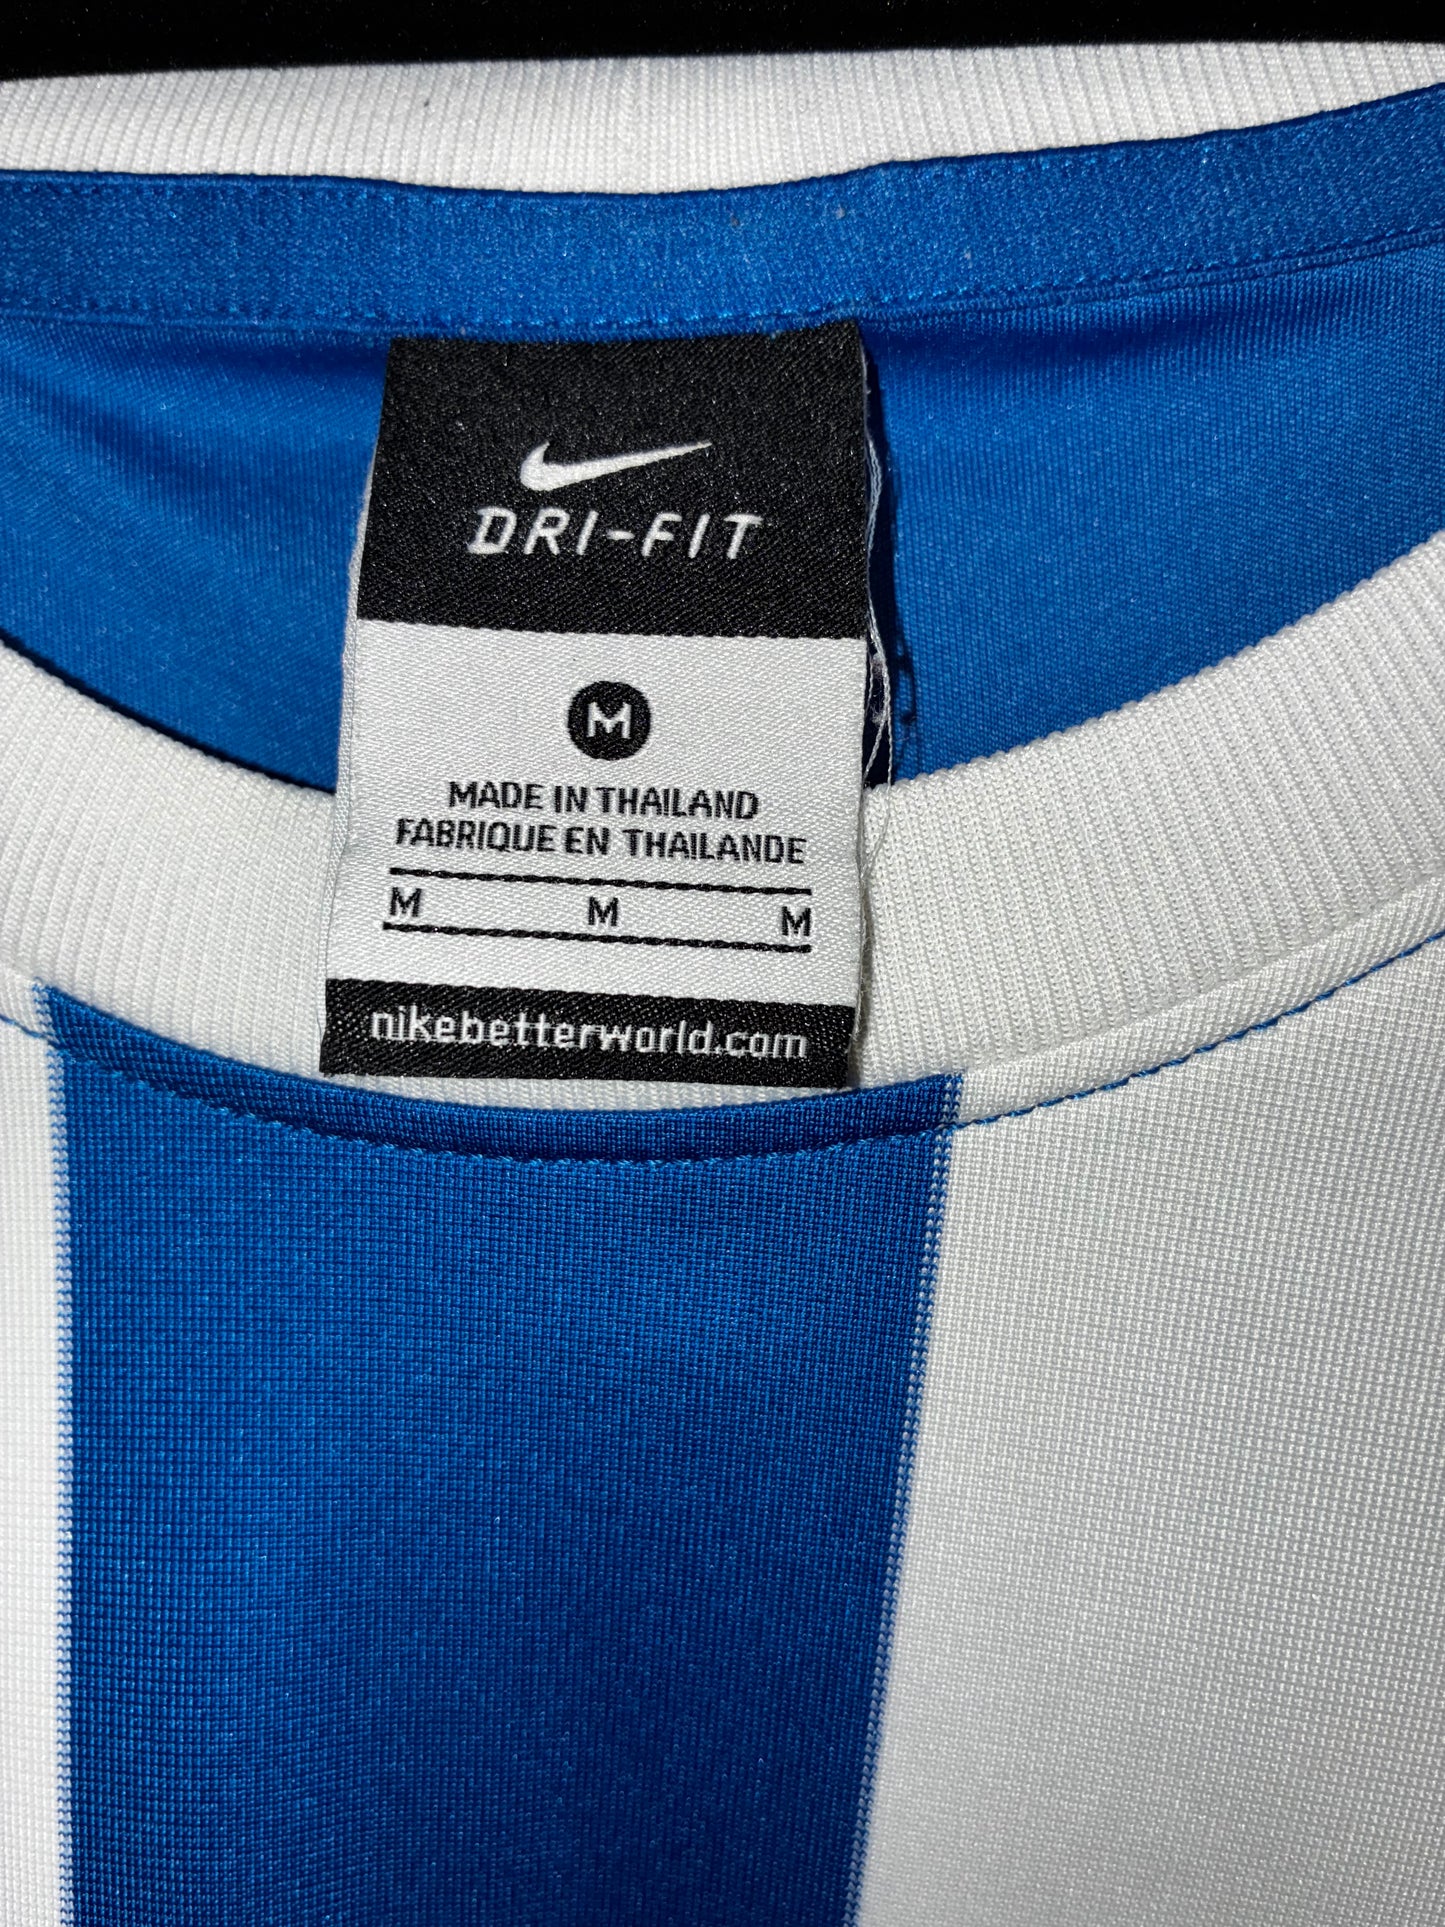 DRI-FIT
M
MADE IN THAILAND
FABRIQUE EN THAILANDE
M M M
nikebetterworld.com